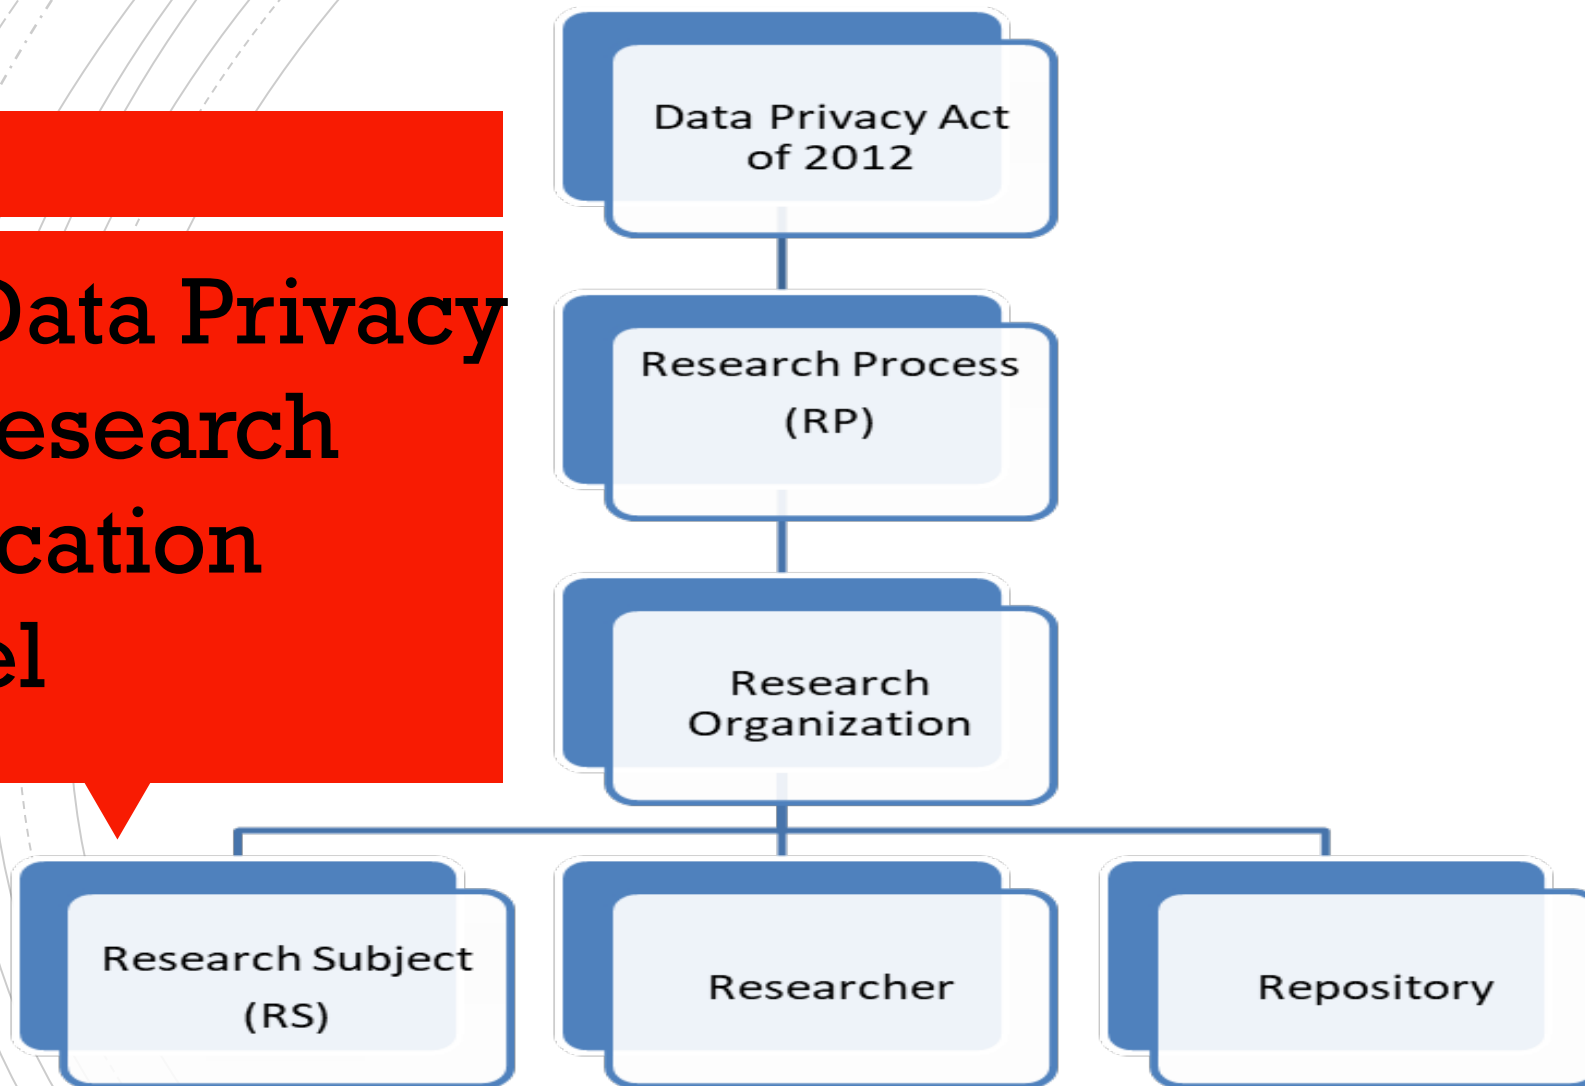 Data Privacy
esearch
cation
el
Data Privacy Act
of 2012
Research Process
(RP)
Research
Organization
Research Subject
(RS)
Researcher
Repository